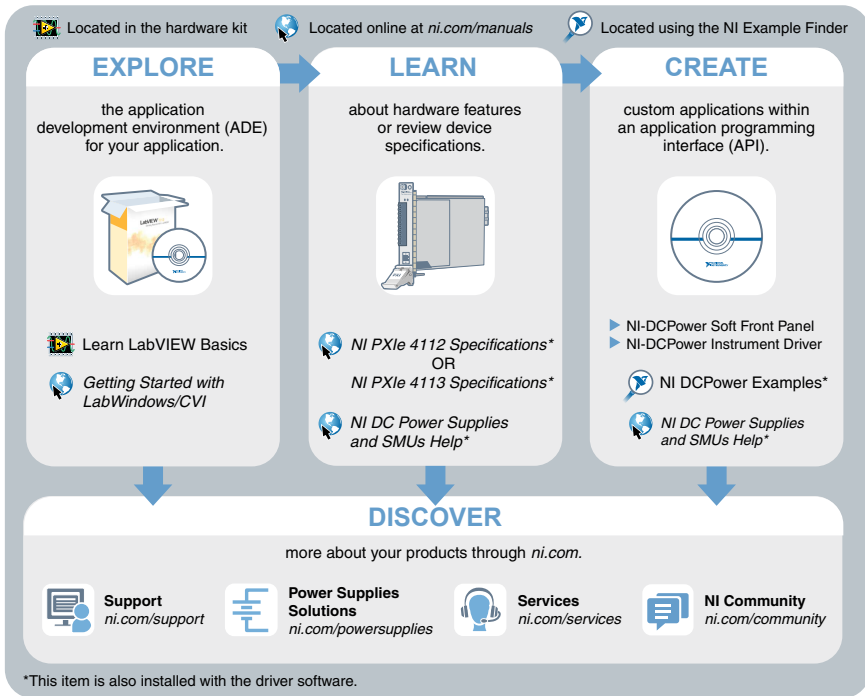 Located in the hardware kit
Located online at ni.com/manuals
Located using the NI Example Finder
EXPLORE
the application
development environment (ADE)
for your application.
LabVIEW
Learn LabVIEW Basics
Getting Started with
LabWindows/CVI
LEARN
about hardware features
or review device
specifications.
NI PXIe 4112 Specifications*
OR
NI PXIe 4113 Specifications*
NI DC Power Supplies
and SMUs Help*
CREATE
custom applications within
an application programming
interface (API).
NI-DCPower Soft Front Panel
NI-DCPower Instrument Driver
NI DCPower Examples*
NI DC Power Supplies
and SMUs Help*
DISCOVER
more about your products through ni.com.
Support
ni.com/support
Power Supplies
Solutions
ni.com/powersupplies
Services
ni.com/services
NI Community
ni.com/community
*This item is also installed with the driver software.